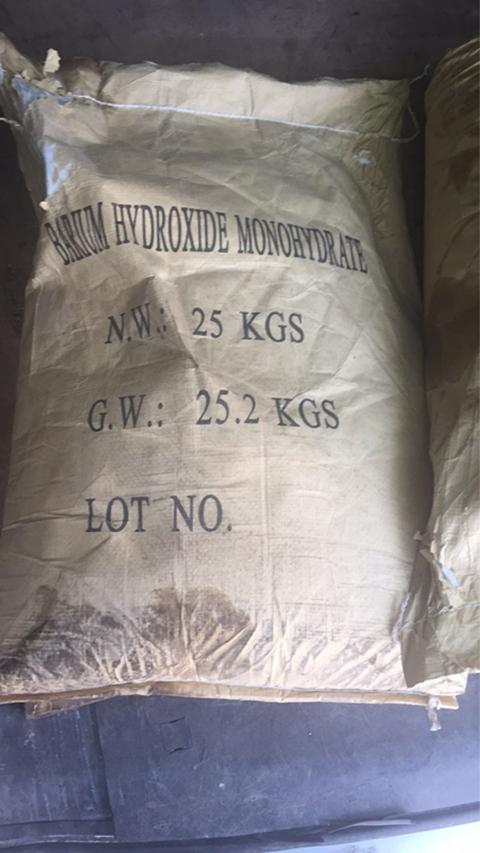 BARIUM HYDROXIDE MONOHYDRATE
N.W.: 25 KGS
G.W.: 25.2 KGS
LOT NO.